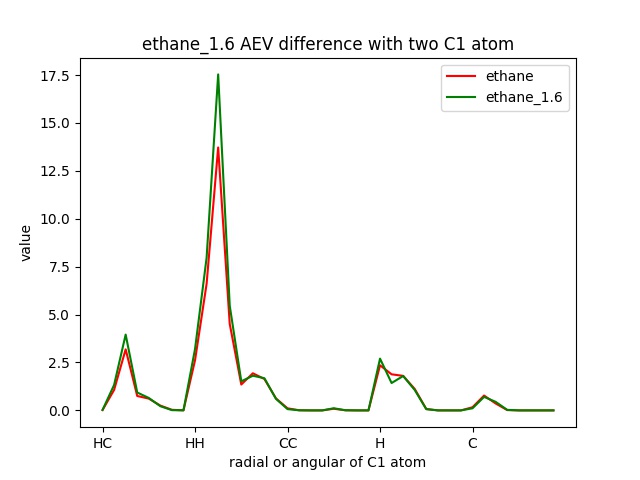 ethane_1.6 AEV difference with two C1 atom
ethane
ethane_1.6
17.5
15.0
12.5
10.0
7.5
5.0
2.5
0.0
value
HC HH CC H C
radial or angular of C1 atom